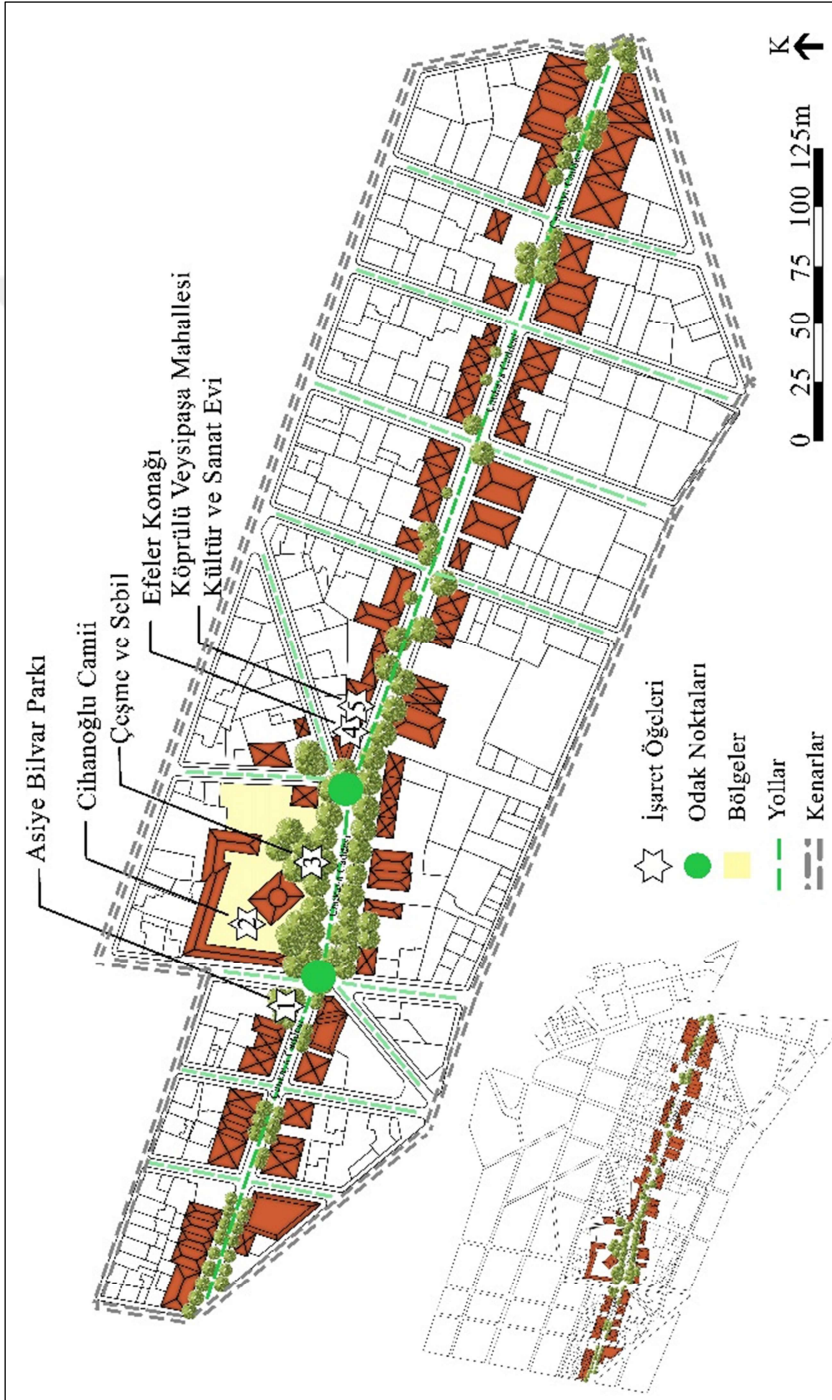 Asiye Bilvar Parkı
Cihanoğlu Camii
Çeşme ve Sebil
Efeler Konağı
Köprülü Veysipaşa Mahallesi
Kültür ve Sanat Evi
1
2
3
4
5
İşaret Öğeleri
Odak Noktaları
Bölgeler
Yollar
Kenarlar
0 25 50 75 100 125m
K